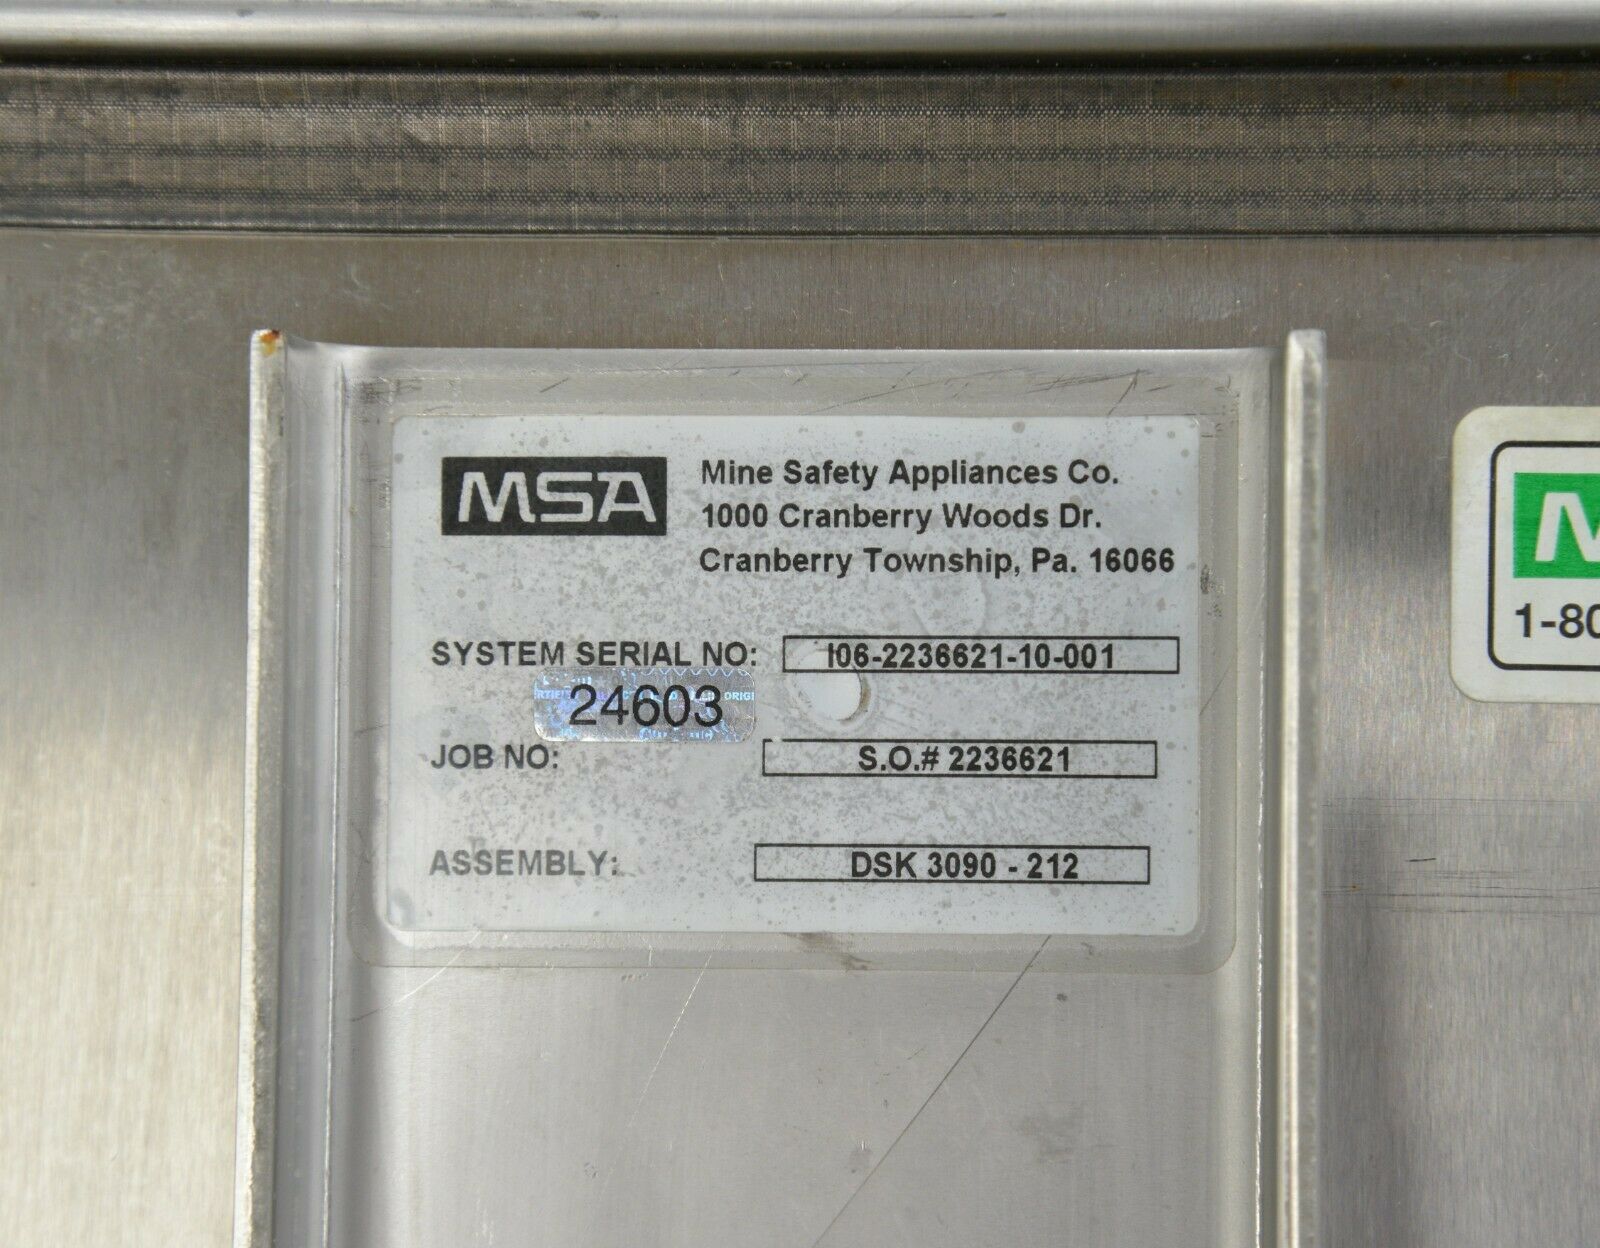 MSA
Mine Safety Appliances Co.
1000 Cranberry Woods Dr.
Cranberry Township, Pa. 16066
SYSTEM SERIAL NO: I06-2236621-10-001
24603
JOB NO: S.O.# 2236621
ASSEMBLY: DSK 3090 - 212
1-80